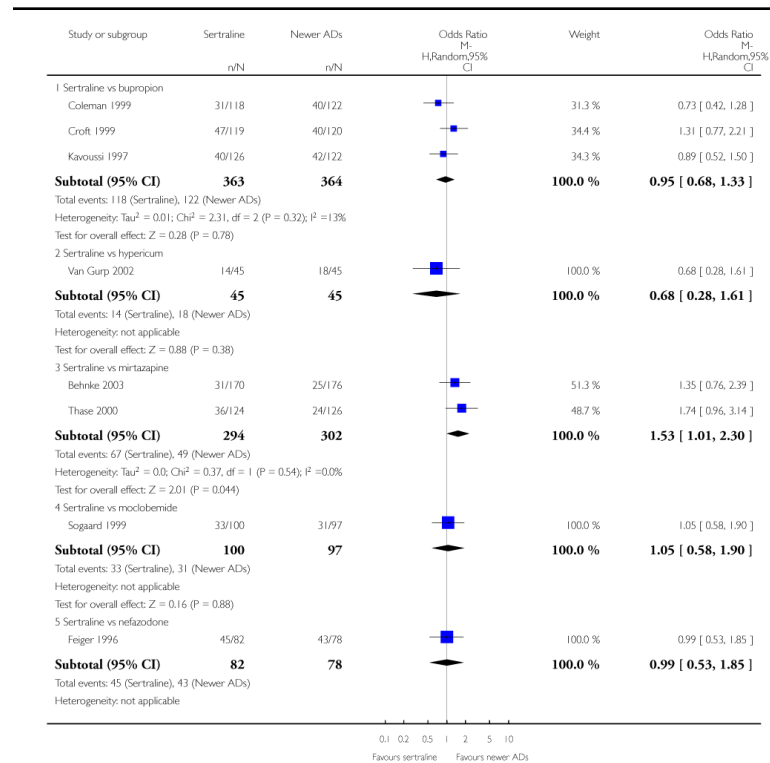 Study or subgroup Sertraline Newer ADs Odds Ratio Weight Odds Ratio
M- M-
H,Random,95% H,Random,95%
n/N n/N CI CI
1 Sertraline vs bupropion
Coleman 1999 31/118 40/122 31.3 % 0.73 [ 0.42, 1.28 ]
Croft 1999 47/119 40/120 34.4 % 1.31 [ 0.77, 2.21 ]
Kavoussi 1997 40/126 42/122 34.3 % 0.89 [ 0.52, 1.50 ]
Subtotal (95% CI) 363 364 100.0 % 0.95 [ 0.68, 1.33 ]
Total events: 118 (Sertraline), 122 (Newer ADs)
Heterogeneity: Tau² = 0.01; Chi² = 2.31, df = 2 (P = 0.32); I² =13%
Test for overall effect: Z = 0.28 (P = 0.78)
2 Sertraline vs hypericum
Van Gurp 2002 14/45 18/45 100.0 % 0.68 [ 0.28, 1.61 ]
Subtotal (95% CI) 45 45 100.0 % 0.68 [ 0.28, 1.61 ]
Total events: 14 (Sertraline), 18 (Newer ADs)
Heterogeneity: not applicable
Test for overall effect: Z = 0.88 (P = 0.38)
3 Sertraline vs mirtazapine
Behnke 2003 31/170 25/176 51.3 % 1.35 [ 0.76, 2.39 ]
Thase 2000 36/124 24/126 48.7 % 1.74 [ 0.96, 3.14 ]
Subtotal (95% CI) 294 302 100.0 % 1.53 [ 1.01, 2.30 ]
Total events: 67 (Sertraline), 49 (Newer ADs)
Heterogeneity: Tau² = 0.0; Chi² = 0.37, df = 1 (P = 0.54); I² =0.0%
Test for overall effect: Z = 2.01 (P = 0.044)
4 Sertraline vs moclobemide
Sogaard 1999 33/100 31/97 100.0 % 1.05 [ 0.58, 1.90 ]
Subtotal (95% CI) 100 97 100.0 % 1.05 [ 0.58, 1.90 ]
Total events: 33 (Sertraline), 31 (Newer ADs)
Heterogeneity: not applicable
Test for overall effect: Z = 0.16 (P = 0.88)
5 Sertraline vs nefazodone
Feiger 1996 45/82 43/78 100.0 % 0.99 [ 0.53, 1.85 ]
Subtotal (95% CI) 82 78 100.0 % 0.99 [ 0.53, 1.85 ]
Total events: 45 (Sertraline), 43 (Newer ADs)
Heterogeneity: not applicable
0.1 0.2 0.5 1 2 5 10
Favours sertraline Favours newer ADs